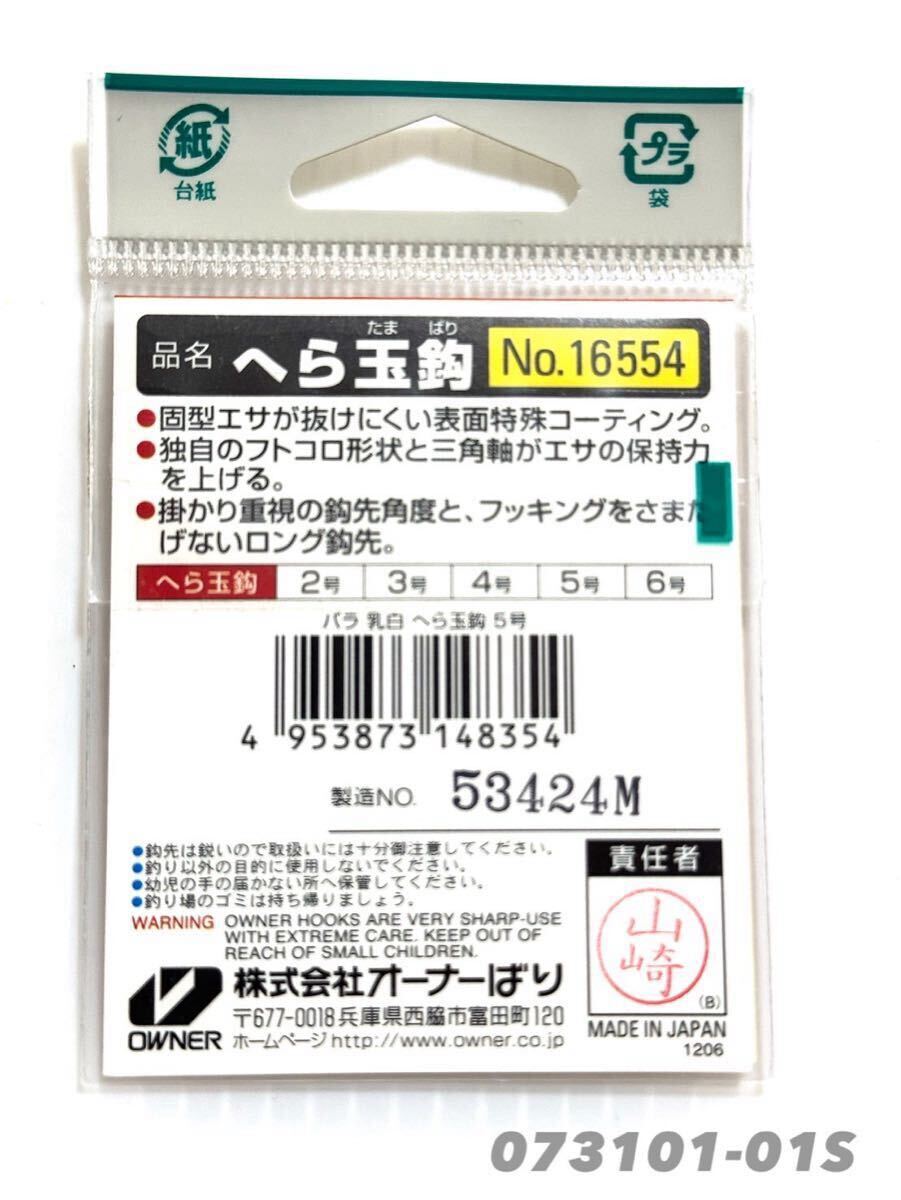 紙
台紙
プラ
袋
品名 へら玉鈎 No.16554
たま ばり
●固型エサが抜けにくい表面特殊コーティング。
●独自のフトコロ形状と三角軸がエサの保持力
を上げる。
●掛かり重視の鈎先角度と、フッキングをさまた
げないロング鈎先。
へら玉鈎 2号 3号 4号 5号 6号
バラ 乳白 へら玉鈎 5号
4 953873 148354
製造NO. 53424M
●鈎先は鋭いので取扱いには十分御注意してください。
●釣り以外の目的に使用しないでください。
●幼児の手の届かない所へ保管してください。
●釣り場のゴミは持ち帰りましょう。
WARNING OWNER HOOKS ARE VERY SHARP-USE
WITH EXTREME CARE. KEEP OUT OF
REACH OF SMALL CHILDREN.
責任者
山崎
(B)
MADE IN JAPAN
1206
OWNER
株式会社オーナーばり
〒677-0018兵庫県西脇市富田町120
ホームページhttp://www.owner.co.jp
073101-01S